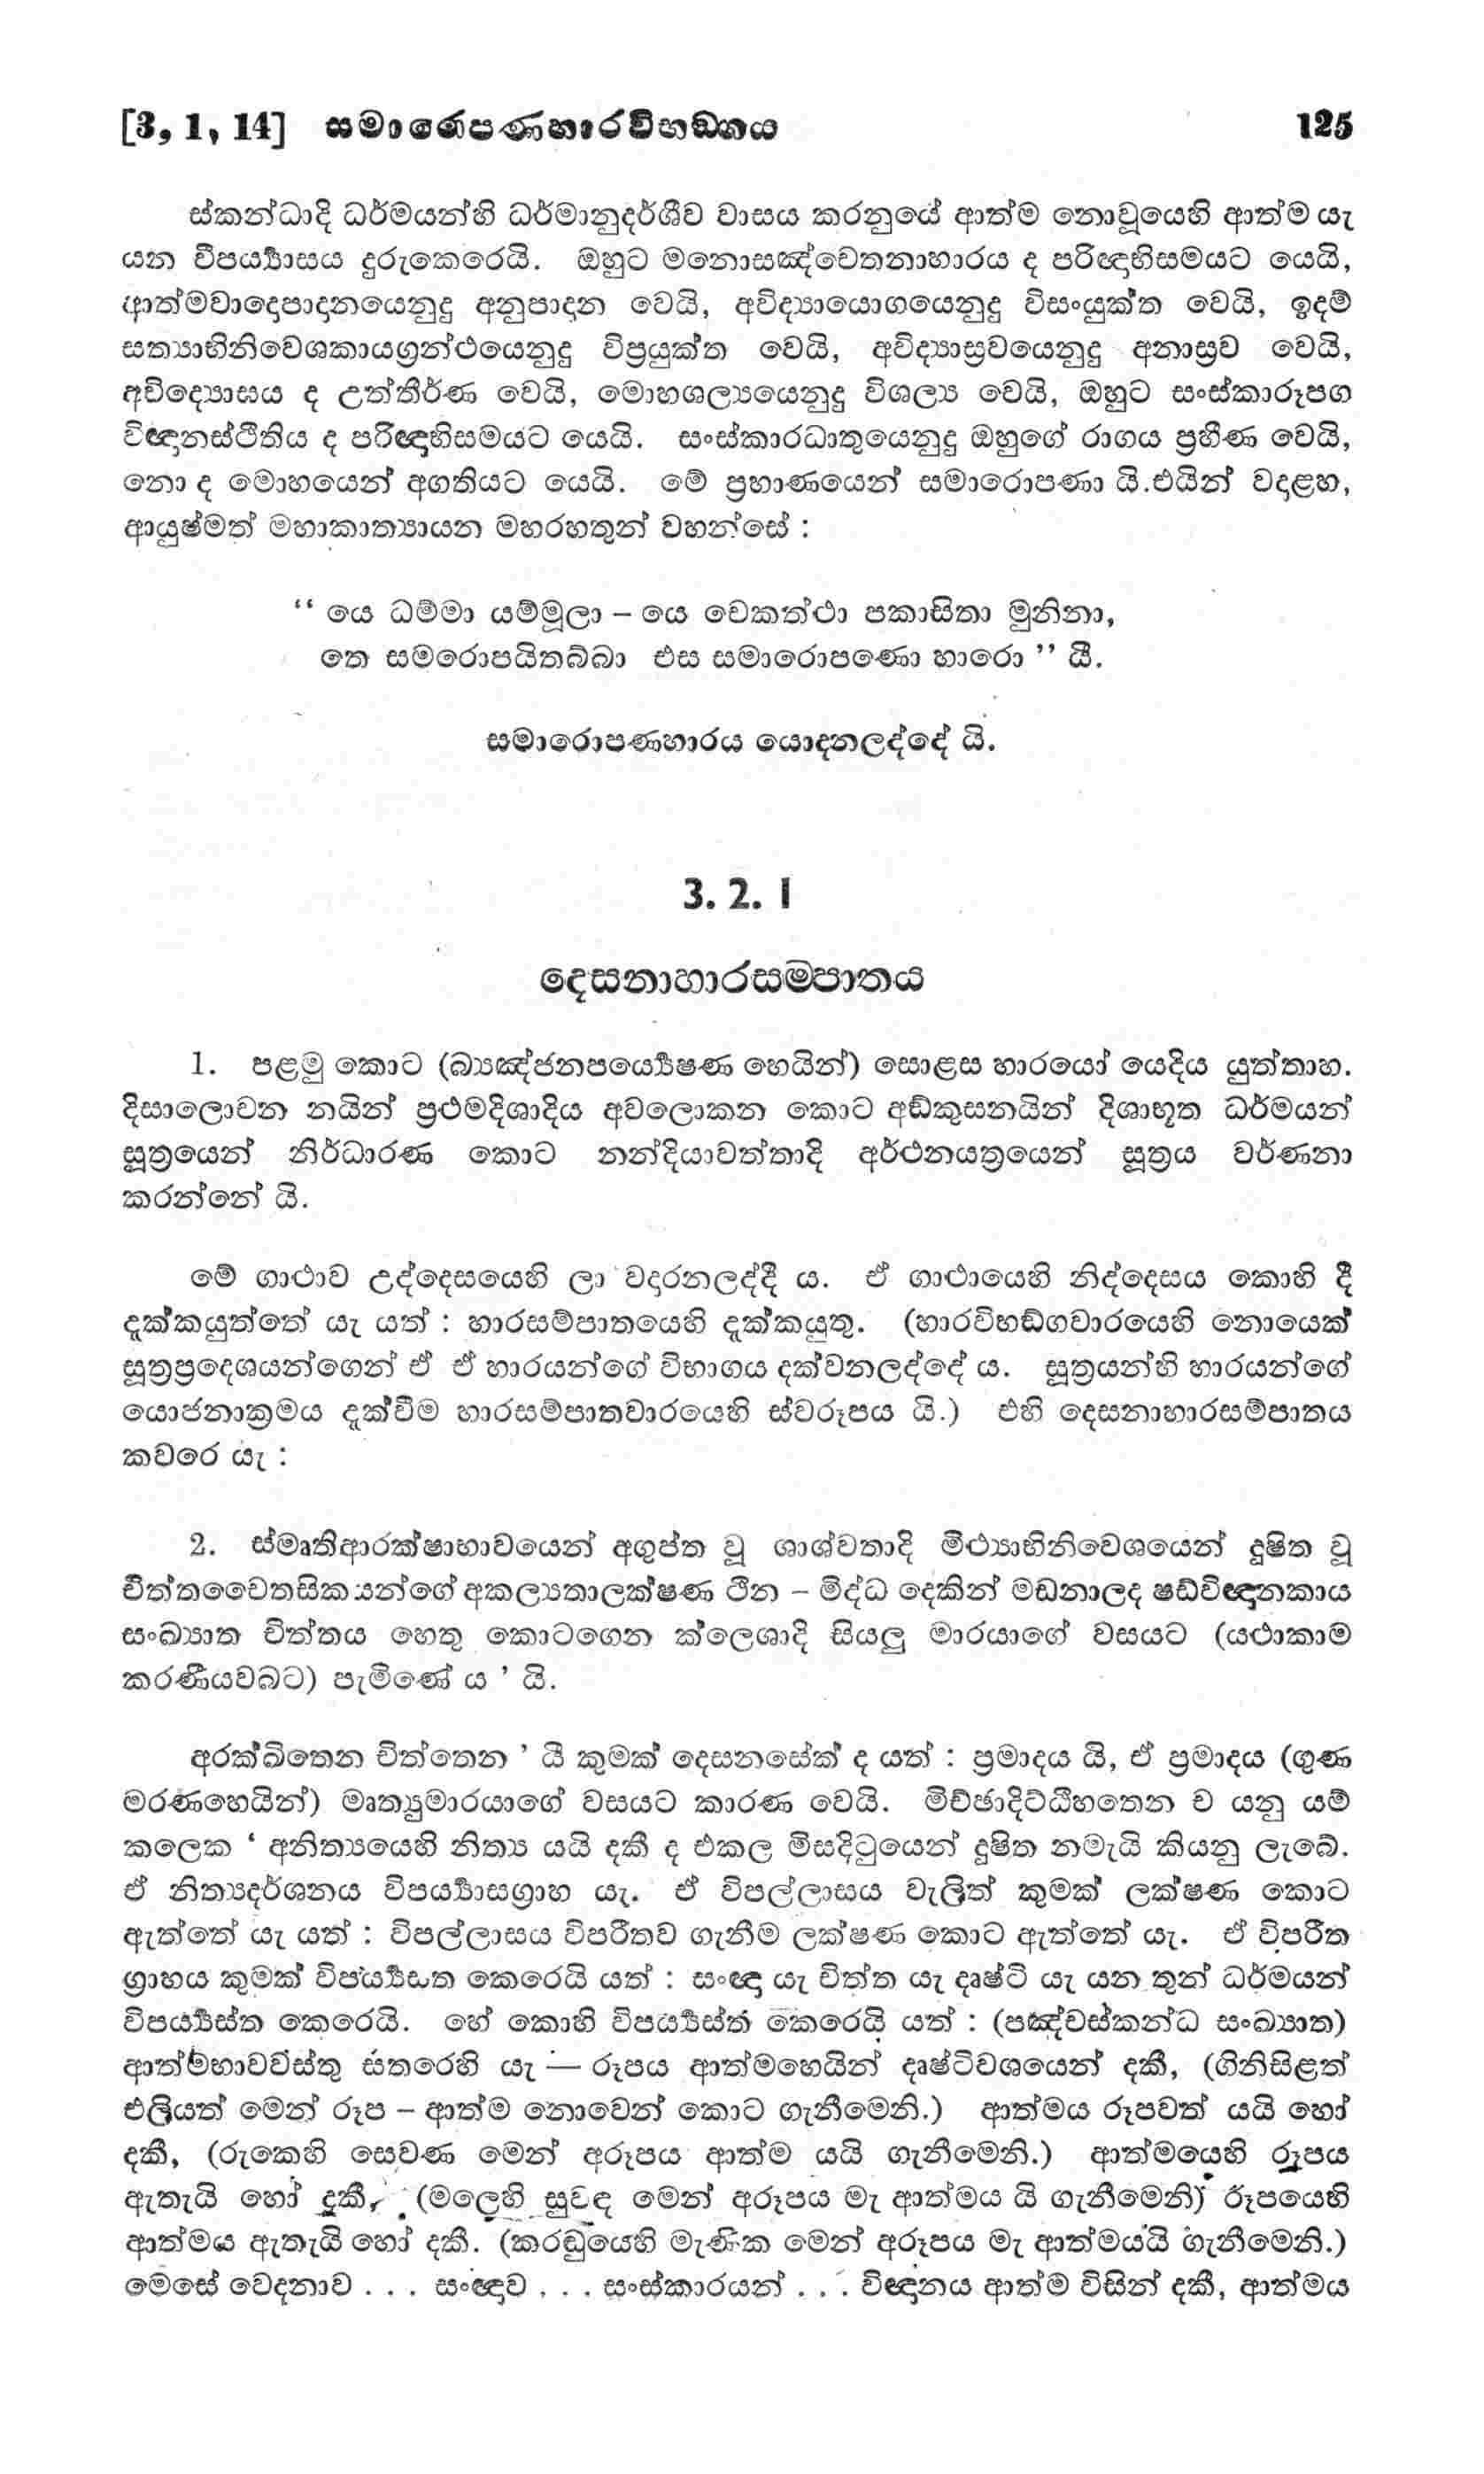 [3, 1, 14] සමාරොපණහාරවිභඞ්ගය 125
ස්කන්ධාදි ධර්මයන්හි ධර්මානුදර්ශීව වාසය කරනුයේ ආත්ම නොවූයෙහි ආත්ම යැ
යන විපර්‍ය්‍යාසය දුරුකෙරෙයි. ඔහුට මනොසඤ්චෙතනාහාරය ද පරිඥාභිසමයට යෙයි,
ආත්මවාදොපාදානයෙනුදු අනුපාදාන වෙයි, අවිද්‍යායොගයෙනුදු විසංයුක්ත වෙයි, ඉදම්
සත්‍යාභිනිවෙශකායග්‍රන්ථයෙනුදු විප්‍රයුක්ත වෙයි, අවිද්‍යාස්‍රවයෙනුදු අනාස්‍රව වෙයි,
අවිද්‍යොඝය ද උත්තීර්ණ වෙයි, මොහශල්‍යයෙනුදු විශල්‍ය වෙයි, ඔහුට සංස්කාරූපග
විඥානස්ථිතිය ද පරිඥාභිසමයට යෙයි. සංස්කාරධාතුයෙනුදු ඔහුගේ රාගය ප්‍රහීණ වෙයි,
නො ද මොහයෙන් අගතියට යෙයි. මේ ප්‍රහාණයෙන් සමාරොපණා යි.එයින් වදාළහ,
ආයුෂ්මත් මහාකාත්‍යායන මහරහතුන් වහන්සේ :
“ යෙ ධම්මා යම්මූලා – යෙ චෙකත්ථා පකාසිතා මුනිනා,
තෙ සමරොපයිතබ්බා එස සමාරොපණො හාරො ” යී.
සමාරොපණහාරය යොදනලද්දේ යි.
3. 2. 1
දෙසනාහාරසම්පාතය
1. පළමු කොට (බ්‍යඤ්ජනපර්‍ය්‍යෙෂණ හෙයින්) සොළස හාරයෝ යෙදිය යුත්තාහ.
දිසාලොචන නයින් ප්‍රථමදිශාදිය අවලොකන කොට අඞ්කුසනයින් දිශාභූත ධර්මයන්
සූත්‍රයෙන් නිර්ධාරණ කොට නන්දියාවත්තාදි අර්ථනයත්‍රයෙන් සූත්‍රය වර්ණනා
කරන්නේ යි.
මේ ගාථාව උද්දෙසයෙහි ලා වදාරනලද්දී ය. ඒ ගාථායෙහි නිද්දෙසය කොහි දී
දැක්කයුත්තේ යැ යත් : හාරසම්පාතයෙහි දැක්කයුතු. (හාරවිභඞ්ගවාරයෙහි නොයෙක්
සූත්‍රප්‍රදෙශයන්ගෙන් ඒ ඒ හාරයන්ගේ විභාගය දක්වනලද්දේ ය. සූත්‍රයන්හි හාරයන්ගේ
යොජනාක්‍රමය දැක්වීම හාරසම්පාතවාරයෙහි ස්වරූපය යි.) එහි දෙසනාහාරසම්පාතය
කවරෙ යැ :
2. ස්මෘතිආරක්ෂාභාවයෙන් අගුප්ත වූ ශාශ්වතාදි මිථ්‍යාභිනිවෙශයෙන් දූෂිත වූ
චිත්තචෛතසිකයන්ගේ අකල්‍යතාලක්ෂණ ථීන – මිද්ධ දෙකින් මඩනාලද ෂඩ්විඥානකාය
සංඛ්‍යාත චිත්තය හෙතු කොටගෙන ක්ලෙශාදි සියලු මාරයාගේ වසයට (යථාකාම
කරණීයවබට) පැමිණේ ය ’ යි.
අරක්ඛිතෙන චිත්තෙන ’ යී කුමක් දෙසනසේක් ද යත් : ප්‍රමාදය යි, ඒ ප්‍රමාදය (ගුණ
මරණහෙයින්) මෘත්‍යුමාරයාගේ වසයට කාරණ වෙයි. මිච්ඡාදිට්ඨිහතෙන ච යනු යම්
කලෙක ‘ අනිත්‍යයෙහි නිත්‍ය යයි දකී ද එකල මිසදිටුයෙන් දූෂිත නමැයි කියනු ලැබේ.
ඒ නිත්‍යදර්ශනය විපර්‍ය්‍යාසග්‍රාහ යැ. ඒ විපල්ලාසය වැලිත් කුමක් ලක්ෂණ කොට
ඇත්තේ යැ යත් : විපල්ලාසය විපරීතව ගැනීම ලක්ෂණ කොට ඇත්තේ යැ. ඒ විපරීත
ග්‍රාහය කුමක් විපර්‍ය්‍යස්ත කෙරෙයි යත් : සංඥා යැ චිත්ත යැ දෘෂ්ටි යැ යන තුන් ධර්මයන්
විපර්‍ය්‍යස්ත කෙරෙයි. හේ කොහි විපර්‍ය්‍යස්ත කෙරෙයි යත් : (පඤ්චස්කන්ධ සංඛ්‍යාත)
ආත්මභාවවස්තු සතරෙහි යැ — රූපය ආත්මහෙයින් දෘෂ්ටිවශයෙන් දකී, (ගිනිසිළත්
එලියත් මෙන් රූප – ආත්ම නොවෙන් කොට ගැනීමෙනි.) ආත්මය රූපවත් යයි හෝ
දකී, (රුකෙහි සෙවණ මෙන් අරූපය ආත්ම යයි ගැනීමෙනි.) ආත්මයෙහි රූපය
ඇතැයි හෝ දකී, (මලෙහි සුවඳ මෙන් අරූපය මැ ආත්මය යි ගැනීමෙනි) රූපයෙහි
ආත්මය ඇතැයි හෝ දකී. (කරඬුයෙහි මැණික මෙන් අරූපය මැ ආත්මයයි ගැනීමෙනි.)
මෙසේ වෙදනාව . . . සංඥාව . . . සංස්කාරයන් . . . විඥානය ආත්ම විසින් දකී, ආත්මය